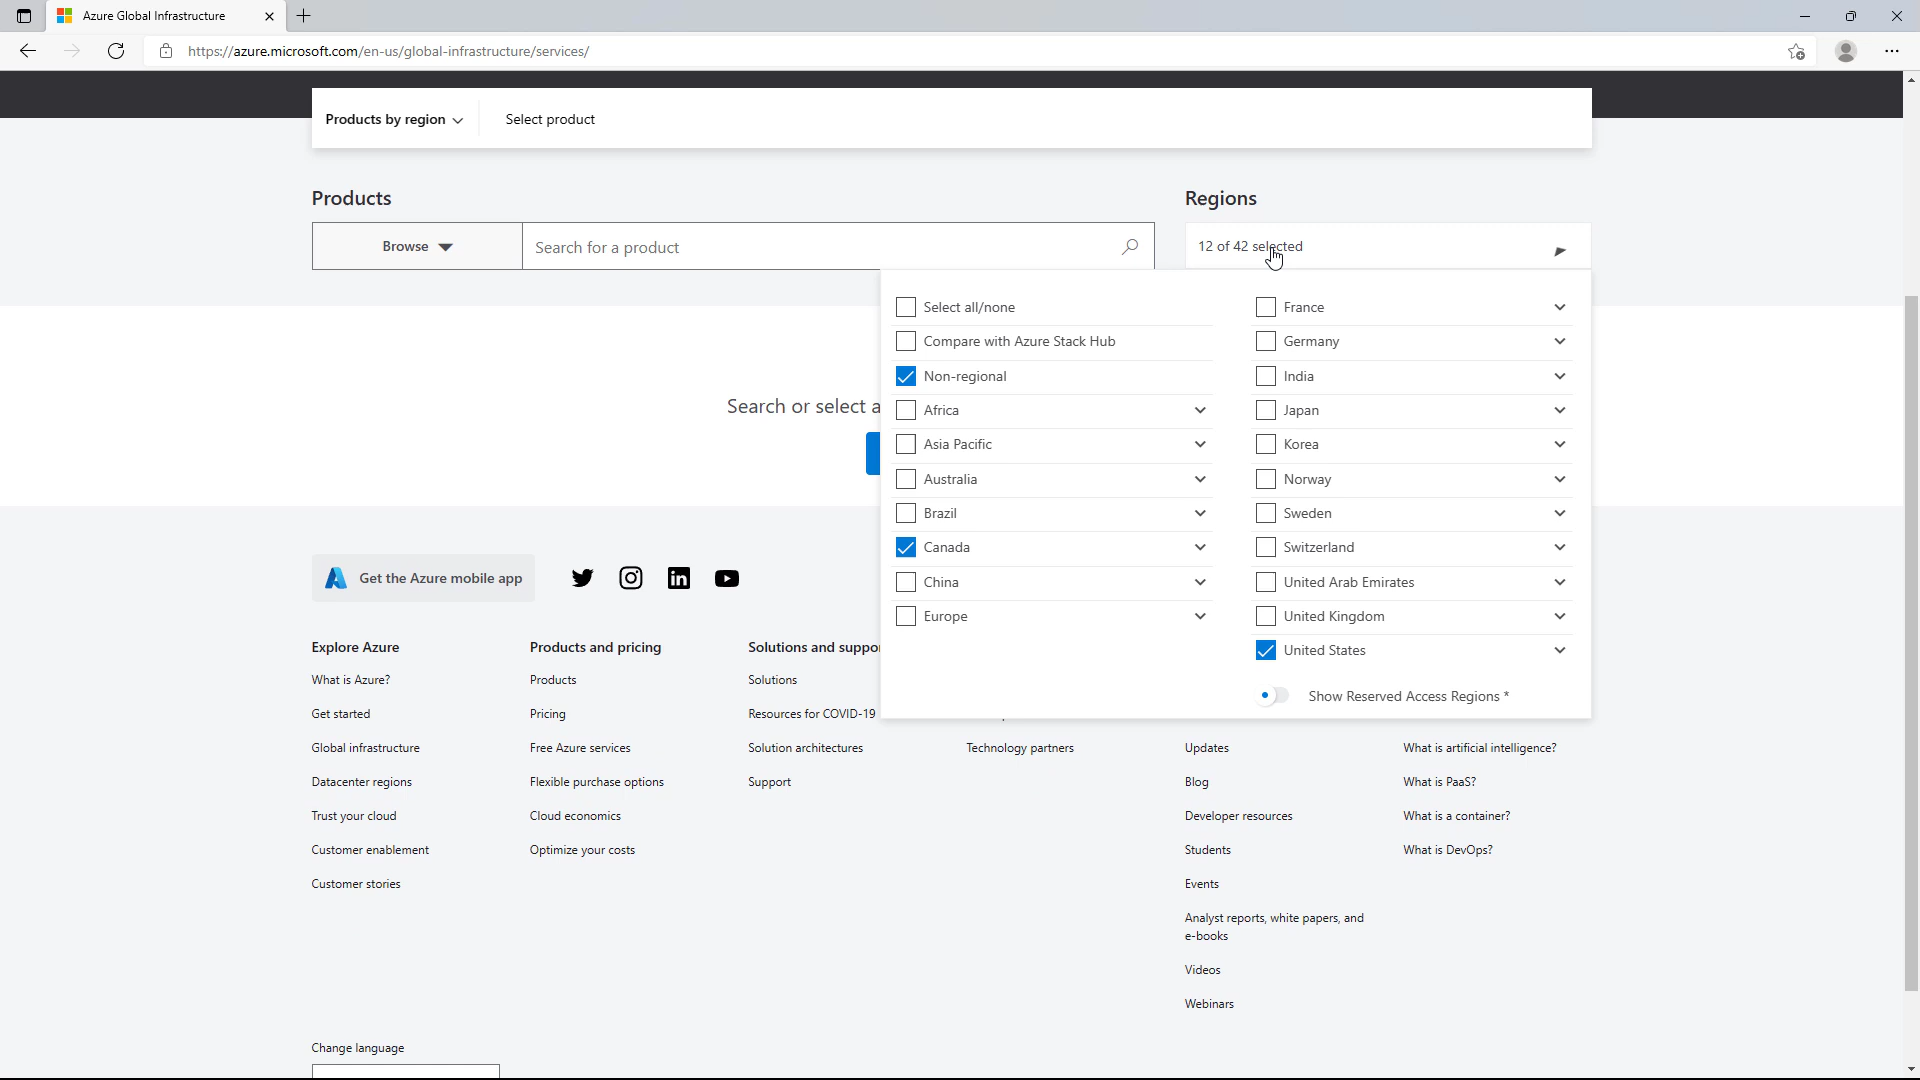 Azure Global Infrastructure
https://azure.microsoft.com/en-us/global-infrastructure/services/
Products by region
Select product
Products
Regions
Browse
Search for a product
12 of 42 selected
Search or select a
Select all/none
Compare with Azure Stack Hub
Non-regional
Africa
Asia Pacific
Australia
Brazil
Canada
China
Europe
France
Germany
India
Japan
Korea
Norway
Sweden
Switzerland
United Arab Emirates
United Kingdom
United States
Show Reserved Access Regions *
Get the Azure mobile app
Explore Azure
What is Azure?
Get started
Global infrastructure
Datacenter regions
Trust your cloud
Customer enablement
Customer stories
Products and pricing
Products
Pricing
Free Azure services
Flexible purchase options
Cloud economics
Optimize your costs
Solutions and suppo
Solutions
Resources for COVID-19
Solution architectures
Support
Technology partners
Updates
Blog
Developer resources
Students
Events
Analyst reports, white papers, and
e-books
Videos
Webinars
What is artificial intelligence?
What is PaaS?
What is a container?
What is DevOps?
Change language